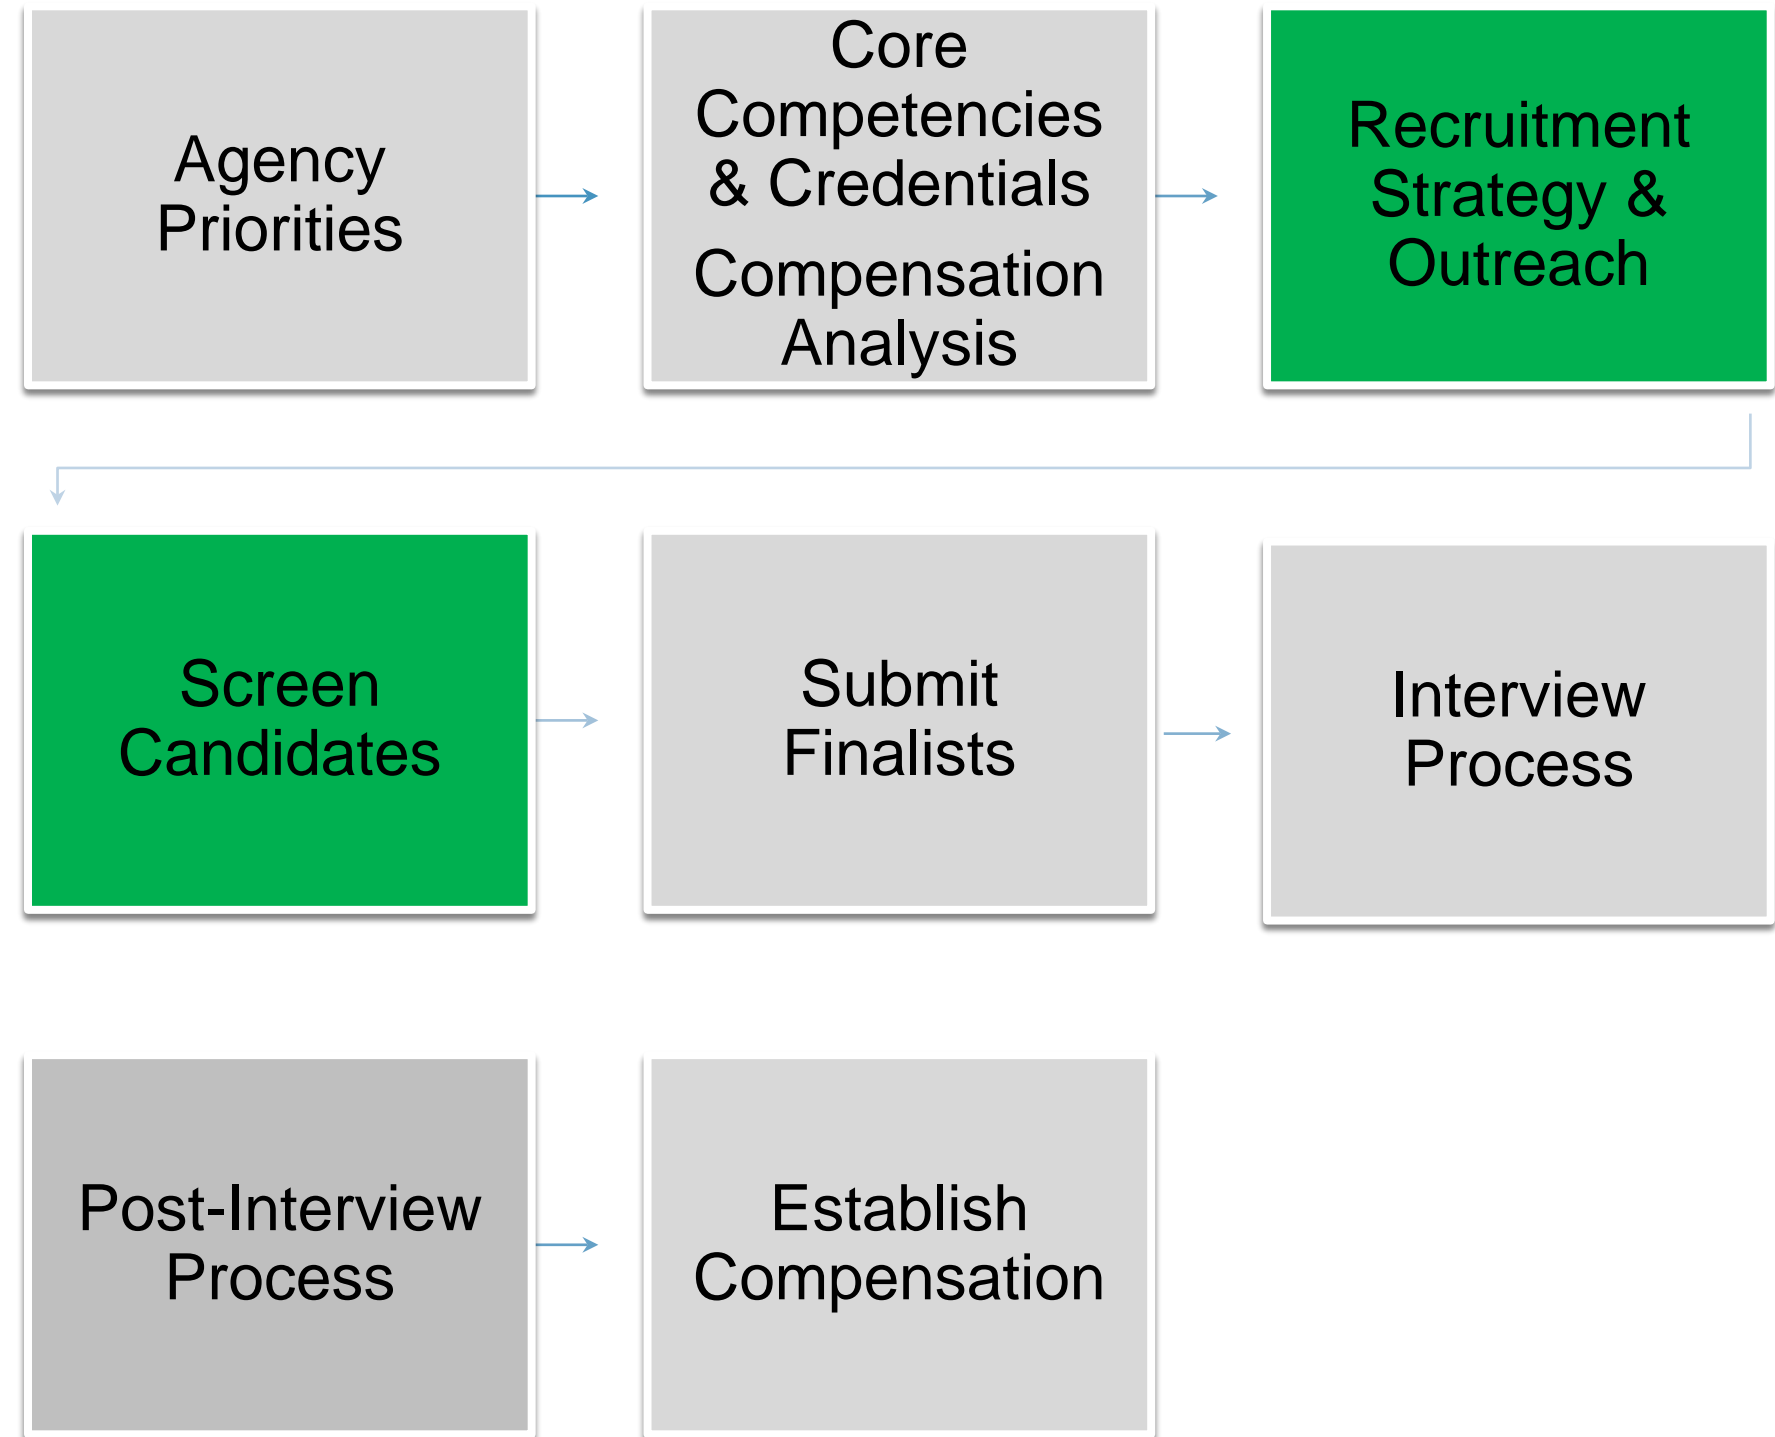 Agency
Priorities
Core
Competencies
& Credentials
Compensation
Analysis
Recruitment
Strategy &
Outreach
Screen
Candidates
Submit
Finalists
Interview
Process
Post-Interview
Process
Establish
Compensation